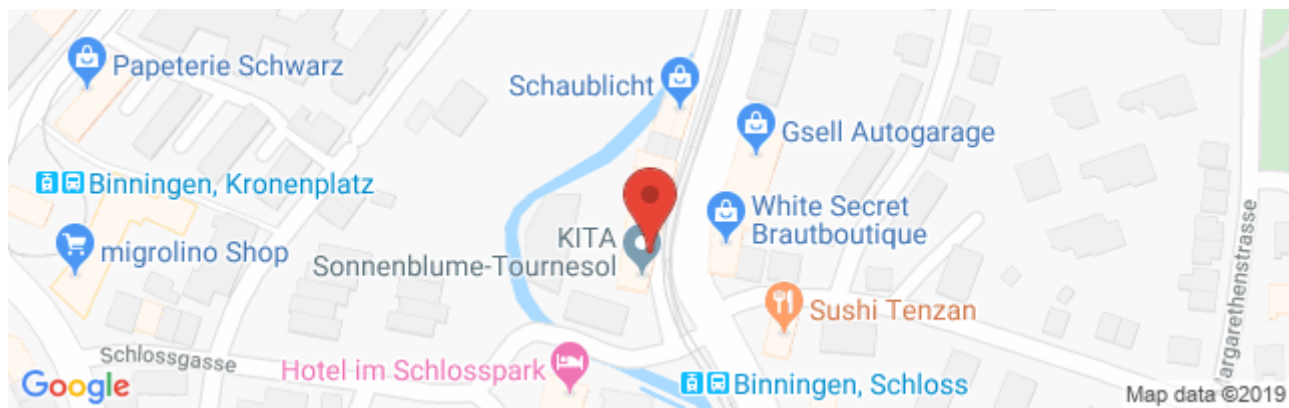 Papeterie Schwarz
Schaublicht
Gsell Autogarage
Binningen, Kronenplatz
White Secret
Brautboutique
KITA
Sonnenblume-Tournesol
migrolino Shop
Sushi Tenzan
Margarethenstrasse
Schlossgasse
Hotel im Schlosspark
Binningen, Schloss
Google
Map data ©2019